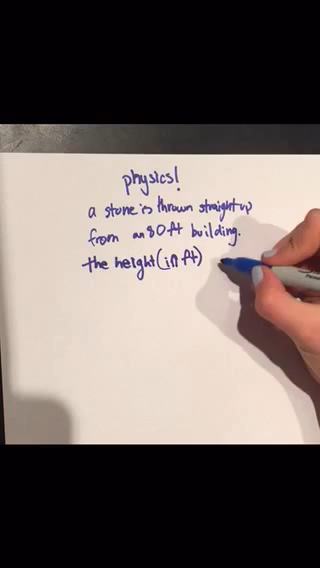 physics!
a stone is thrown straight up
from an 80 ft building.
the height (in ft)